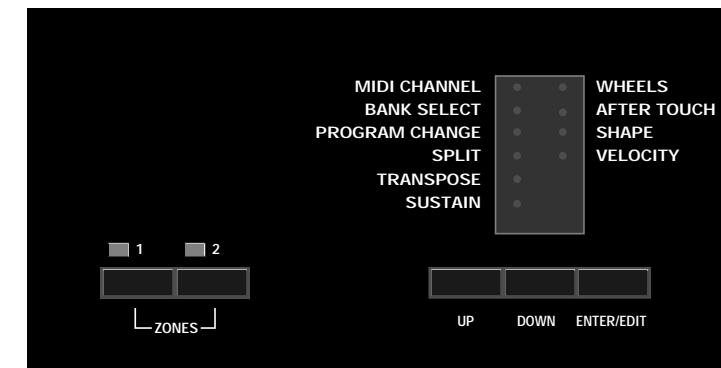 MIDI CHANNEL
BANK SELECT
PROGRAM CHANGE
SPLIT
TRANSPOSE
SUSTAIN
WHEELS
AFTER TOUCH
SHAPE
VELOCITY
1 2
ZONES
UP DOWN ENTER/EDIT